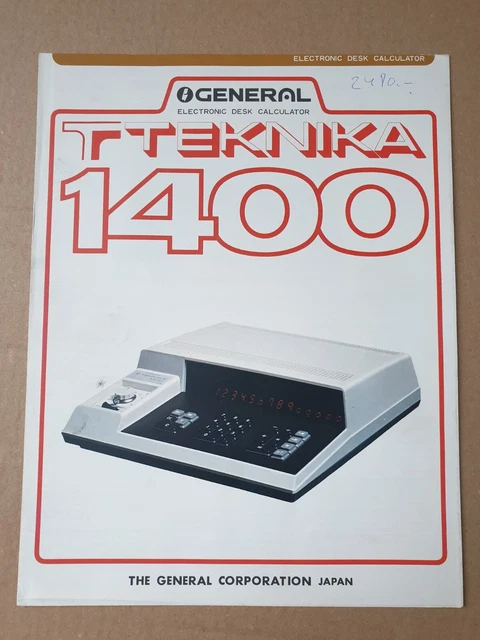 ELECTRONIC DESK CALCULATOR
2490.-
GENERAL
ELECTRONIC DESK CALCULATOR
TEKNIKA
1400
THE GENERAL CORPORATION JAPAN